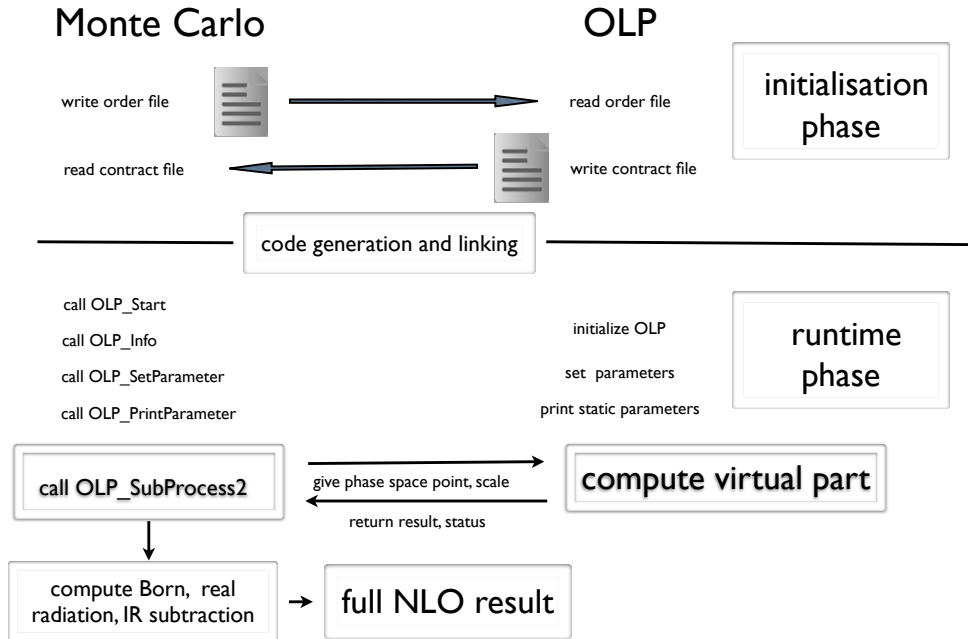 Monte Carlo
OLP
write order file
read order file
initialisation
phase
read contract file
write contract file
code generation and linking
call OLP_Start
call OLP_Info
initialize OLP
runtime
phase
call OLP_SetParameter
set parameters
call OLP_PrintParameter
print static parameters
call OLP_SubProcess2
give phase space point, scale
compute virtual part
return result, status
compute Born, real
radiation, IR subtraction
full NLO result